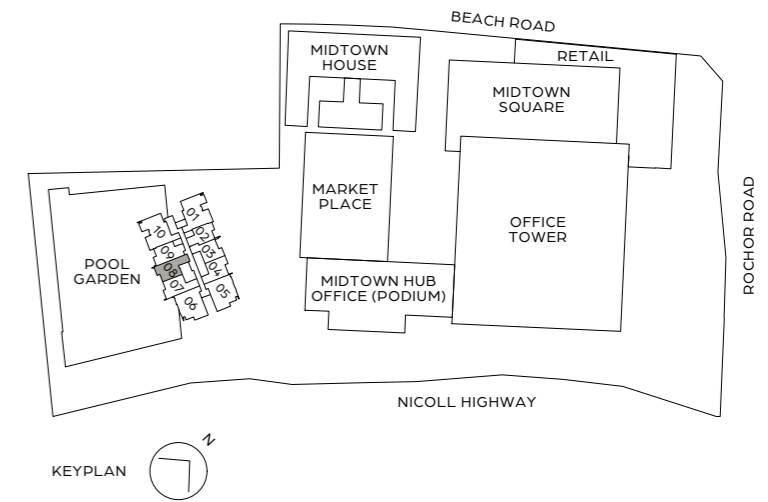 BEACH ROAD
MIDTOWN
HOUSE
RETAIL
MIDTOWN
SQUARE
MARKET
PLACE
OFFICE
TOWER
ROCHOR ROAD
POOL
GARDEN
10
09
08
07
06
01
02
03
04
05
MIDTOWN HUB
OFFICE (PODIUM)
NICOLL HIGHWAY
KEYPLAN
N